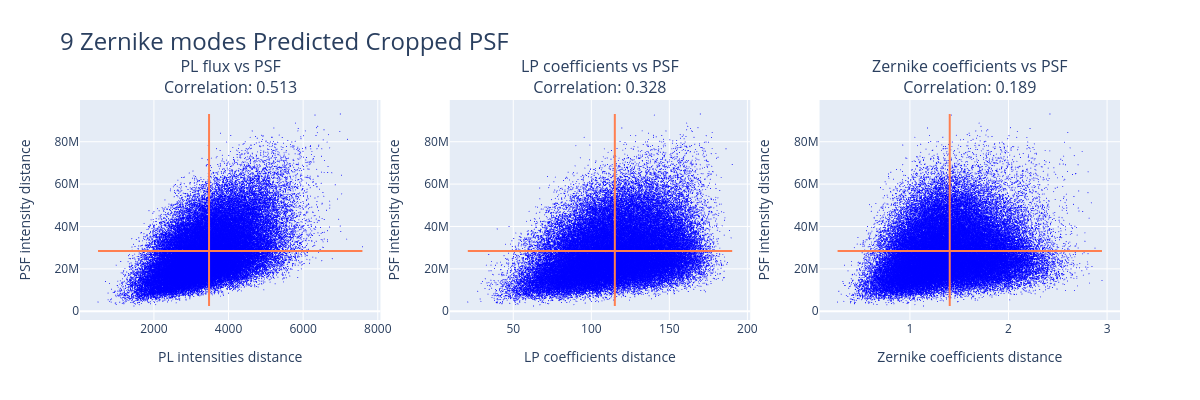 9 Zernike modes Predicted Cropped PSF
PL flux vs PSF
Correlation: 0.513
LP coefficients vs PSF
Correlation: 0.328
Zernike coefficients vs PSF
Correlation: 0.189
PSF Intensity distance
80M
60M
40M
20M
0
2000 4000 6000 8000
PL intensities distance
PSF Intensity distance
80M
60M
40M
20M
0
50 100 150 200
LP coefficients distance
PSF Intensity distance
80M
60M
40M
20M
0
1 2 3
Zernike coefficients distance